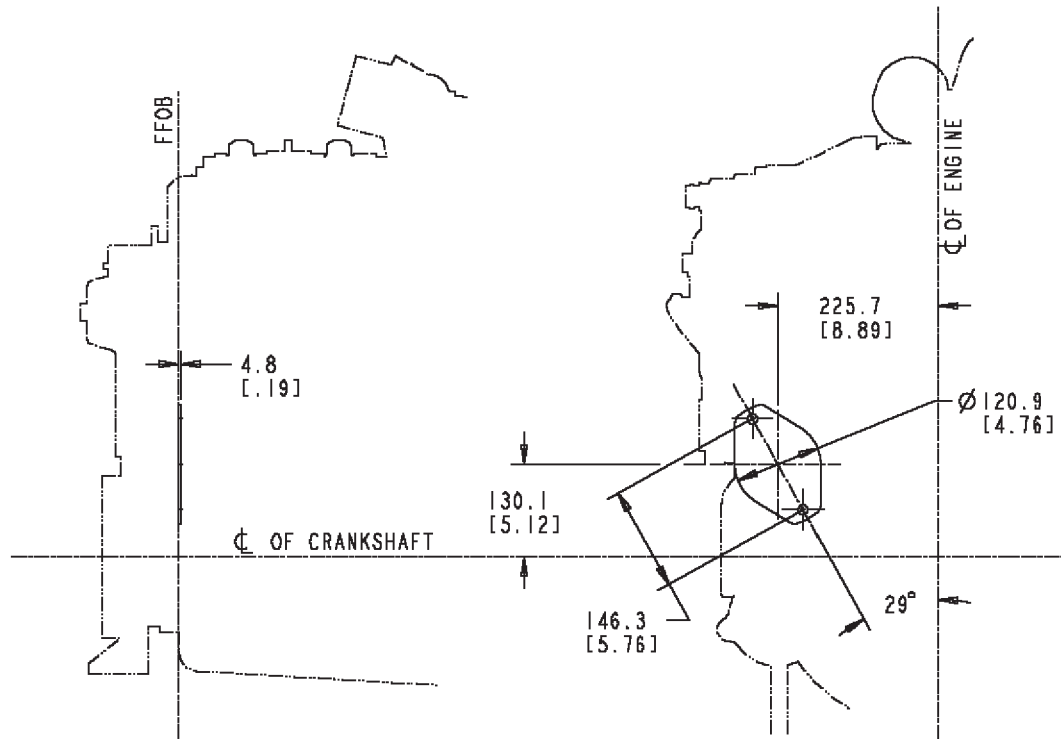 FFOB
℄ OF ENGINE
225.7
[8.89]
4.8
[.19]
Ø120.9
[4.76]
130.1
[5.12]
℄ OF CRANKSHAFT
29°
146.3
[5.76]